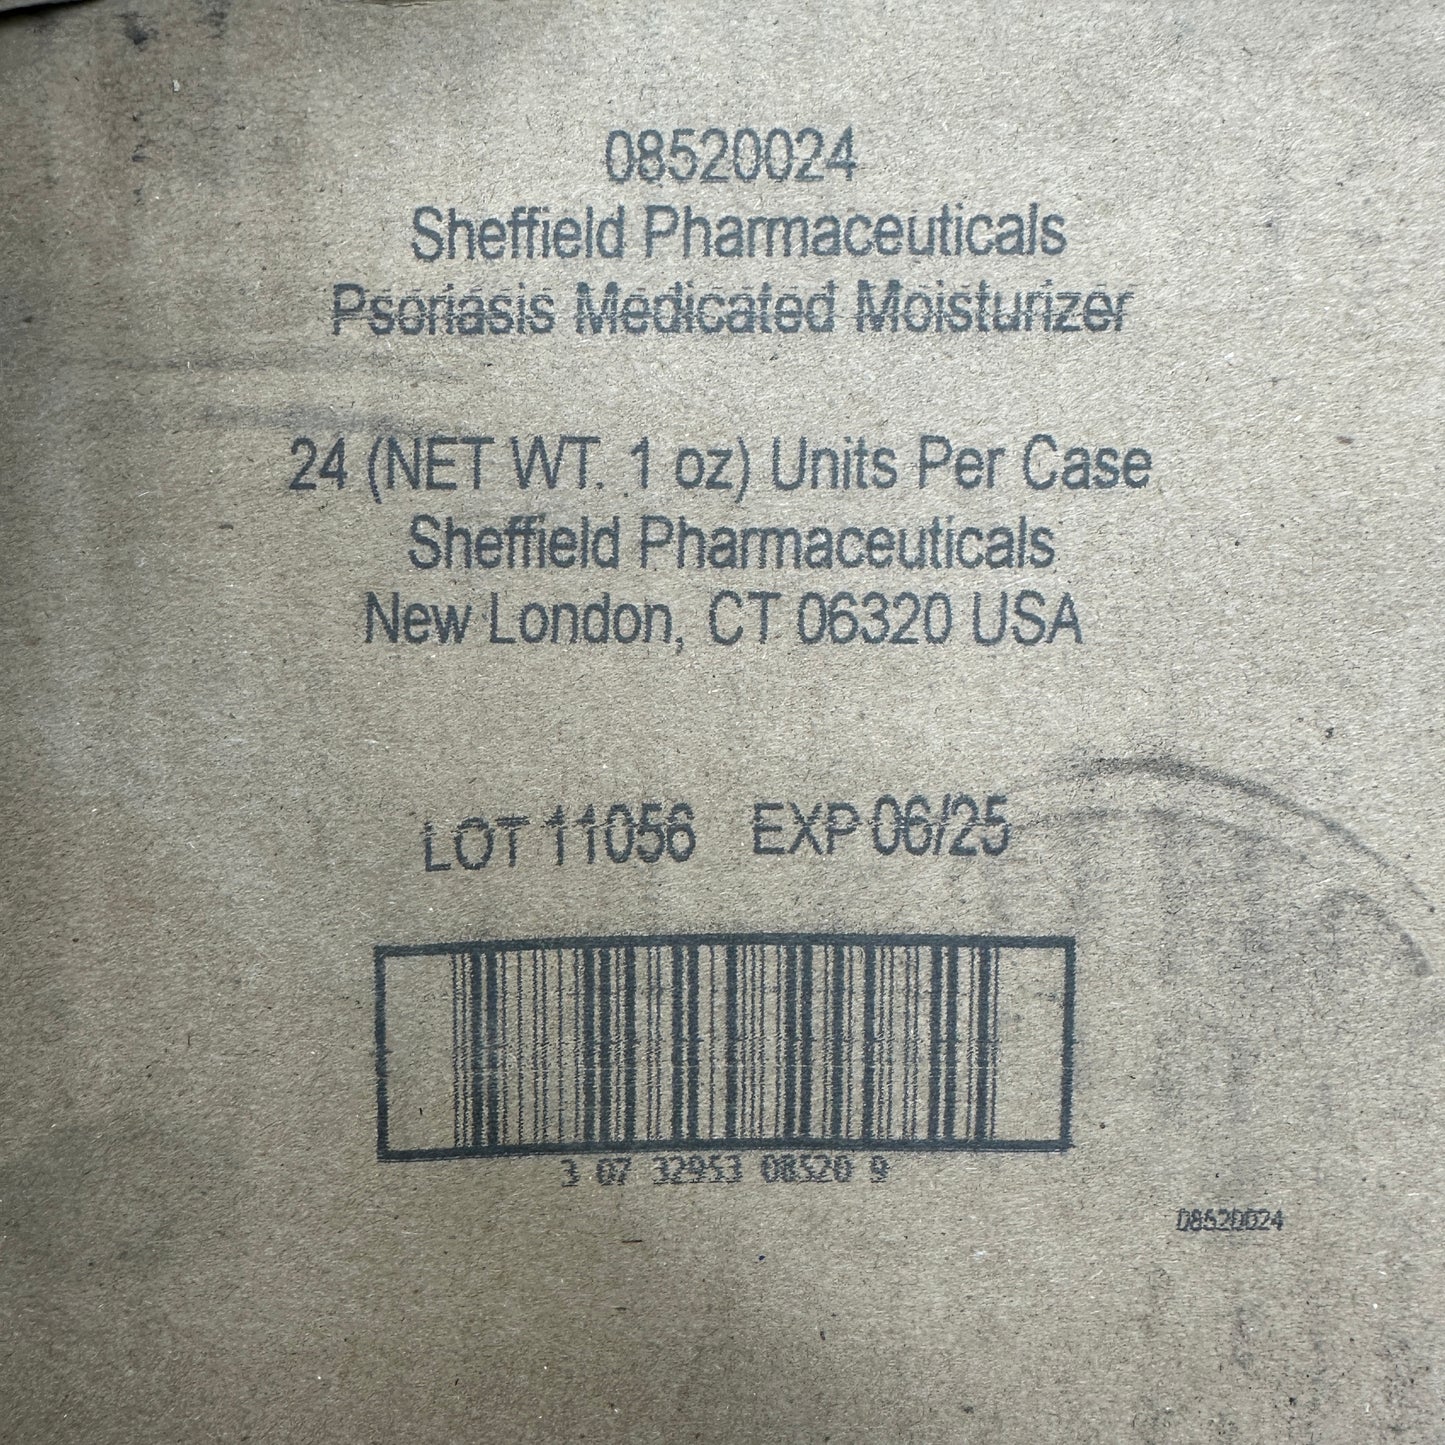 08520024
Sheffield Pharmaceuticals
Psoriasis Medicated Moisturizer
24 (NET WT. 1 oz) Units Per Case
Sheffield Pharmaceuticals
New London, CT 06320 USA
LOT 11056 EXP 06/25
3 07 32953 08520 9
08520024